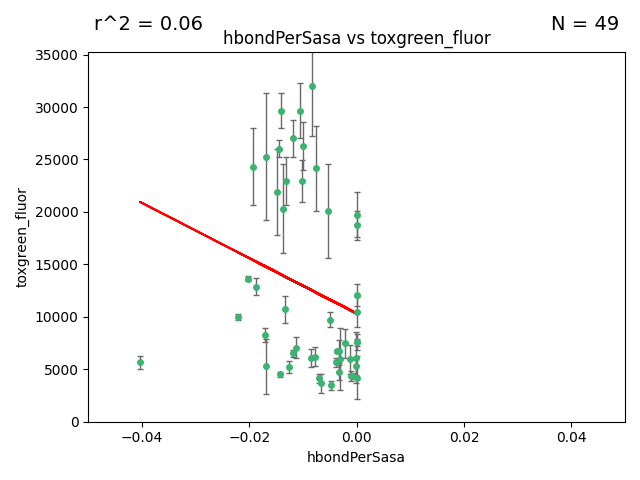 r^2 = 0.06
N = 49
hbondPerSasa vs toxgreen_fluor
35000
30000
25000
20000
15000
10000
5000
0
toxgreen_fluor
−0.04
−0.02
0.00
0.02
0.04
hbondPerSasa